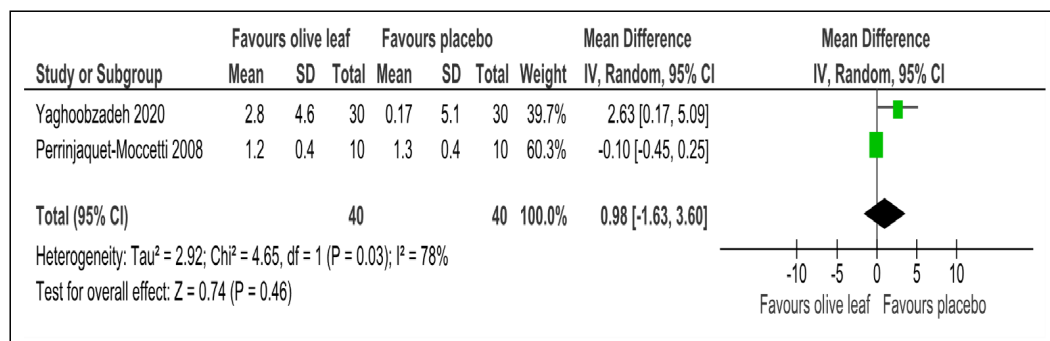 Favours olive leaf Favours placebo Mean Difference Mean Difference
Study or Subgroup Mean SD Total Mean SD Total Weight IV, Random, 95% CI IV, Random, 95% CI
Yaghoobzadeh 2020 2.8 4.6 30 0.17 5.1 30 39.7% 2.63 [0.17, 5.09]
Perrinjaquet-Moccetti 2008 1.2 0.4 10 1.3 0.4 10 60.3% -0.10 [-0.45, 0.25]
Total (95% CI) 40 40 100.0% 0.98 [-1.63, 3.60]
Heterogeneity: Tau² = 2.92; Chi² = 4.65, df = 1 (P = 0.03); I² = 78%
Test for overall effect: Z = 0.74 (P = 0.46)
-10 -5 0 5 10
Favours olive leaf Favours placebo